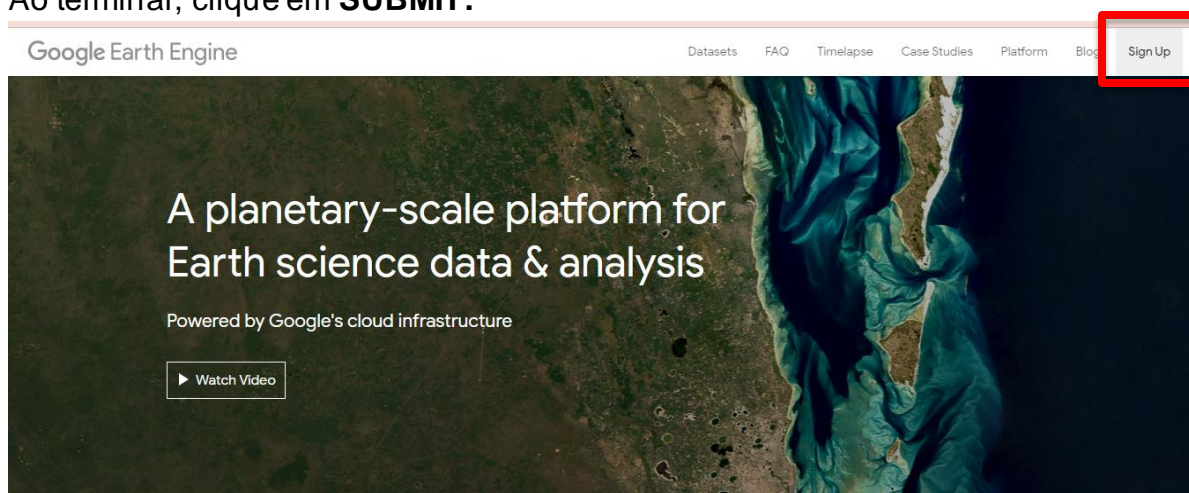 Ao terminar, clique em SUBMIT.
Google Earth Engine
Datasets FAQ Timelapse Case Studies Platform Blog Sign Up
A planetary-scale platform for
Earth science data & analysis
Powered by Google's cloud infrastructure
Watch Video